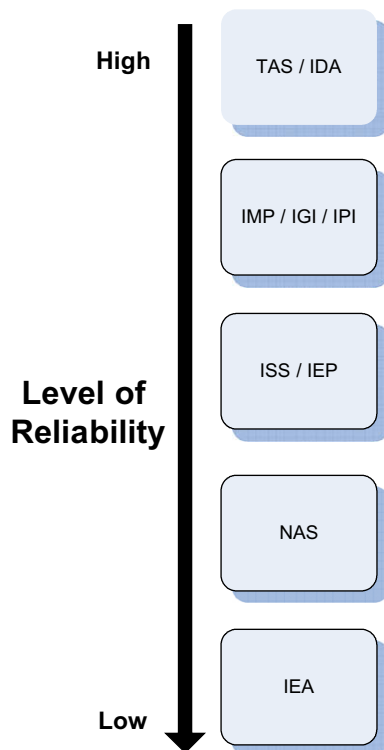 High
TAS / IDA
IMP / IGI / IPI
ISS / IEP
Level of
Reliability
NAS
IEA
Low